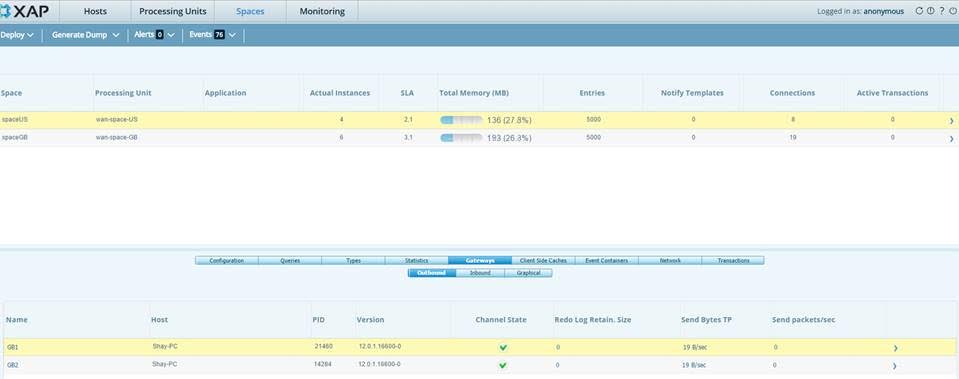 XAP Hosts Processing Units Spaces Monitoring Logged in as: anonymous
Deploy Generate Dump Alerts 0 Events 76
Space Processing Unit Application Actual Instances SLA Total Memory (MB) Entries Notify Templates Connections Active Transactions
spaceUS wan-space-US 4 2,1 136 (27.8%) 5000 0 8 0
spaceGB wan-space-GB 6 3,1 193 (26.3%) 5000 0 19 0
Configuration Queries Types Statistics Gateways Client Side Caches Event Containers Network Transactions
Outbound Inbound Graphical
Name Host PID Version Channel State Redo Log Retain. Size Send Bytes TP Send packets/sec
GB1 Shay-PC 21460 12.0.1.16600-0 0 19 B/sec 0
GB2 Shay-PC 14284 12.0.1.16600-0 0 19 B/sec 0